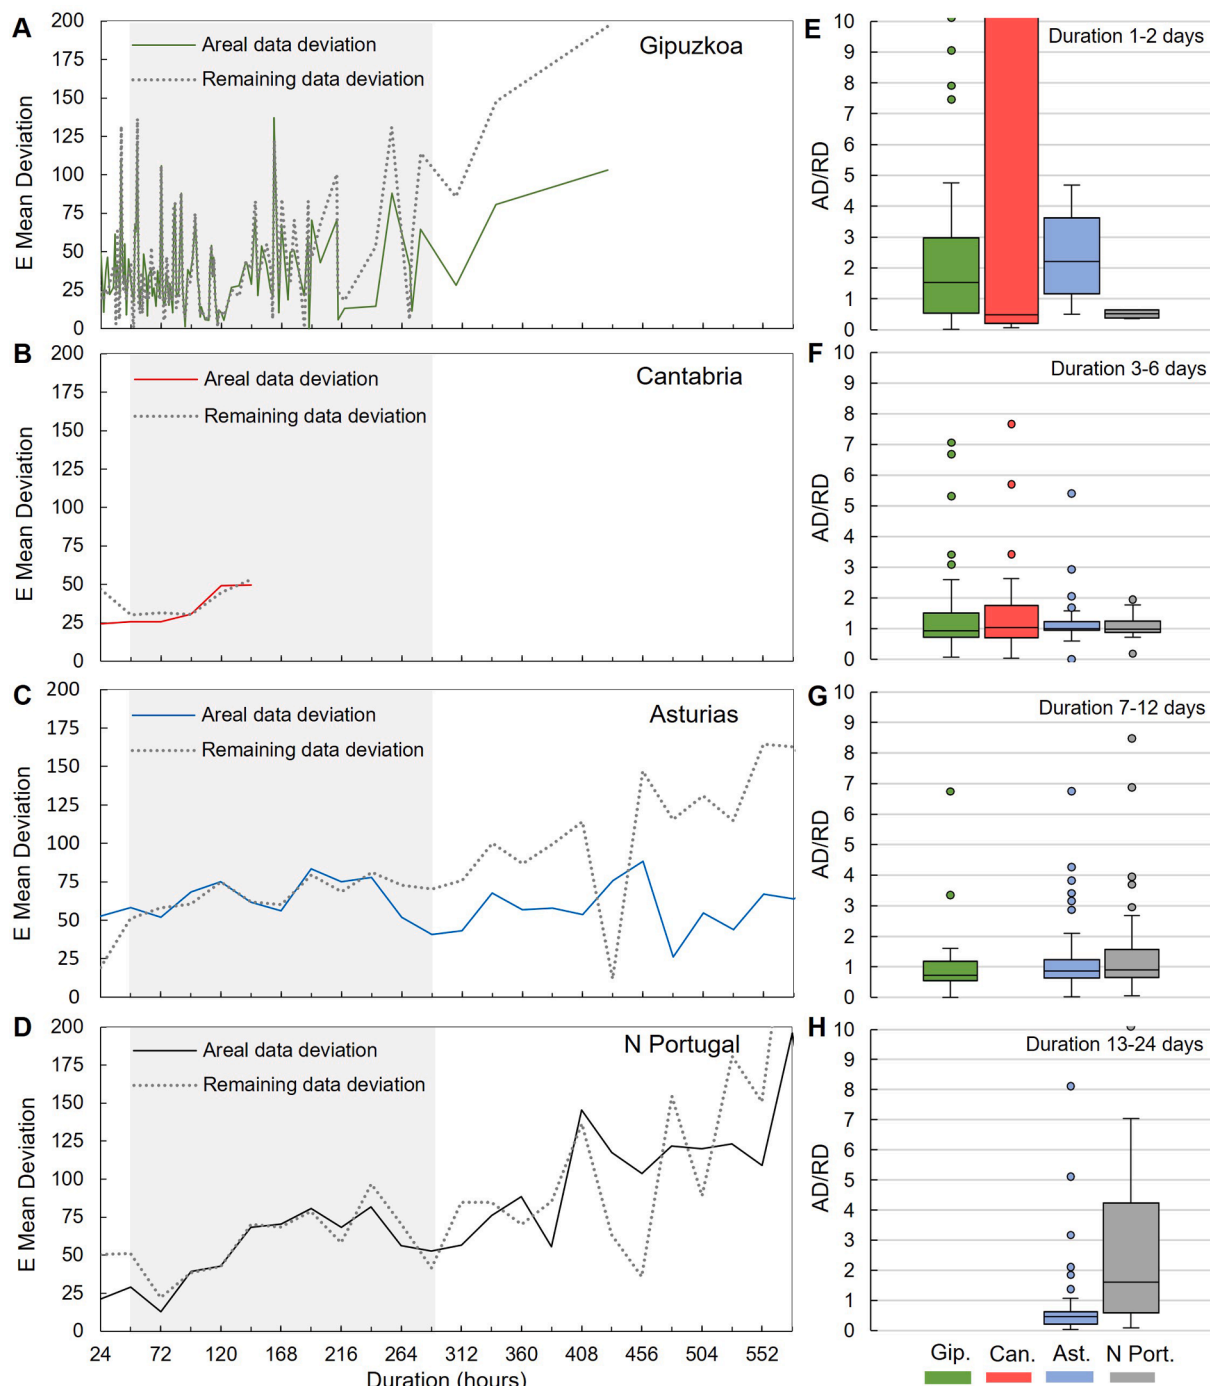 A
200
175
150
125
100
75
50
25
0
E Mean Deviation
Areal data deviation
Remaining data deviation
Gipuzkoa
B
200
175
150
125
100
75
50
25
0
E Mean Deviation
Areal data deviation
Remaining data deviation
Cantabria
C
200
175
150
125
100
75
50
25
0
E Mean Deviation
Areal data deviation
Remaining data deviation
Asturias
D
200
175
150
125
100
75
50
25
0
E Mean Deviation
Areal data deviation
Remaining data deviation
N Portugal
24 72 120 168 216 264 312 360 408 456 504 552
Duration (hours)
E
10
9
8
7
6
5
4
3
2
1
0
AD/RD
Duration 1-2 days
F
10
9
8
7
6
5
4
3
2
1
0
AD/RD
Duration 3-6 days
G
10
9
8
7
6
5
4
3
2
1
0
AD/RD
Duration 7-12 days
H
10
9
8
7
6
5
4
3
2
1
0
AD/RD
Duration 13-24 days
Gip. Can. Ast. N Port.